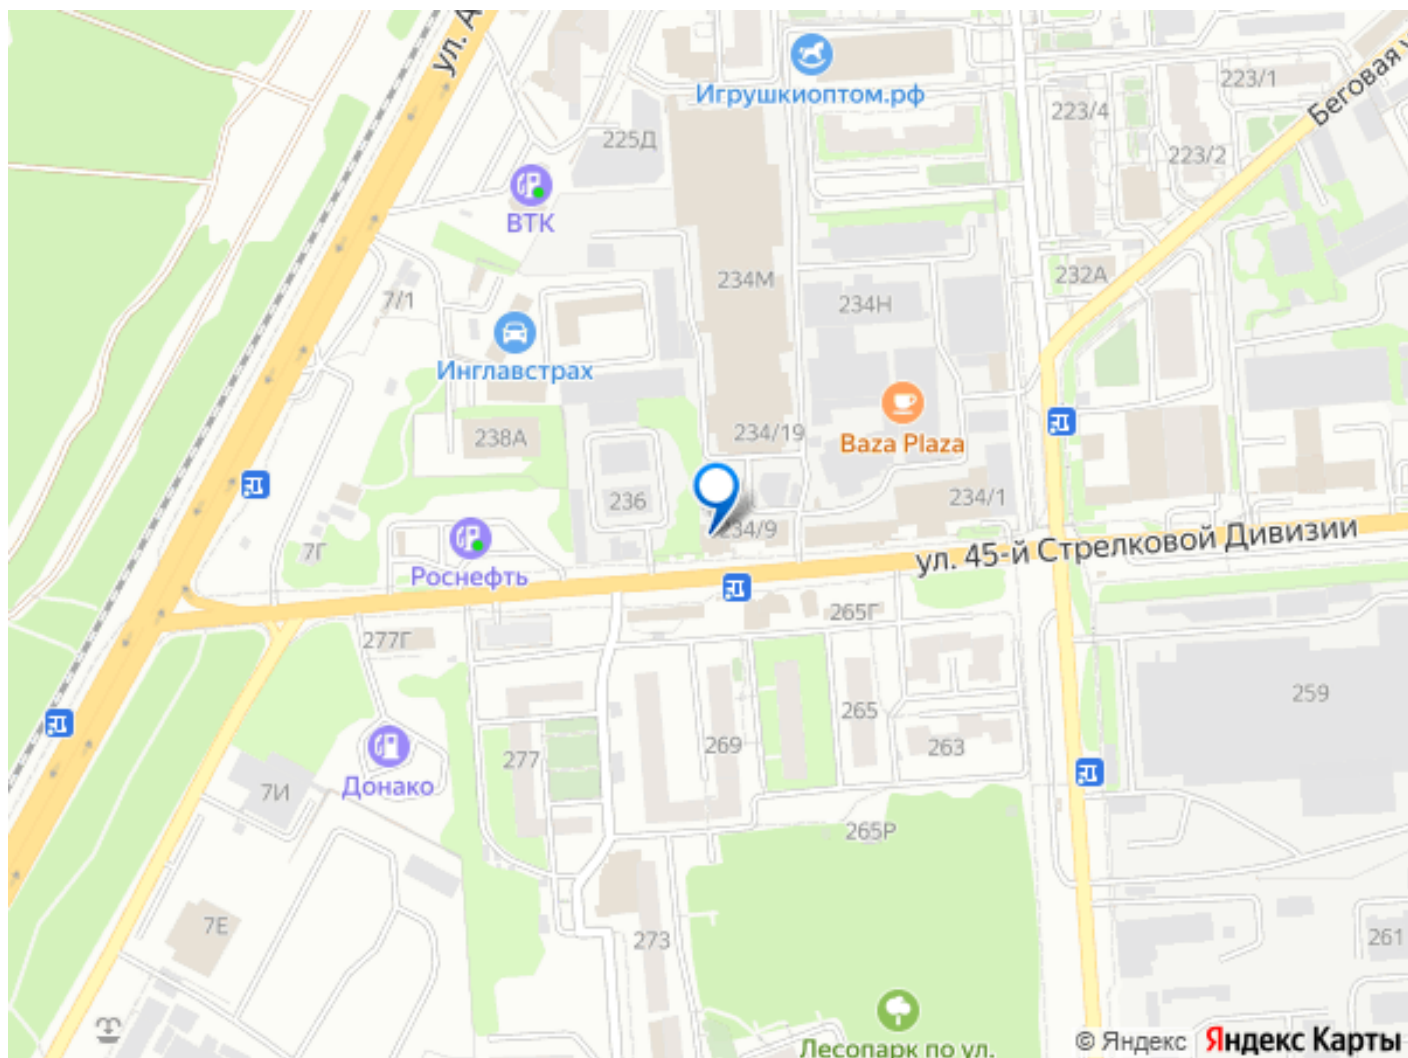 ул. А
Игрушкиоптом.рф
223/1
Беговая у
223/4
225Д
223/2
ВТК
232А
234М
7/1
234Н
Инглавстрах
234/19
238А
Baza Plaza
236
234/1
234/9
ул. 45-й Стрелковой Дивизии
7Г
Роснефть
265Г
277Г
259
265
269
263
277
Донако
7И
265Р
7Е
273
261
Лесопарк по ул.
© Яндекс Яндекс Карты